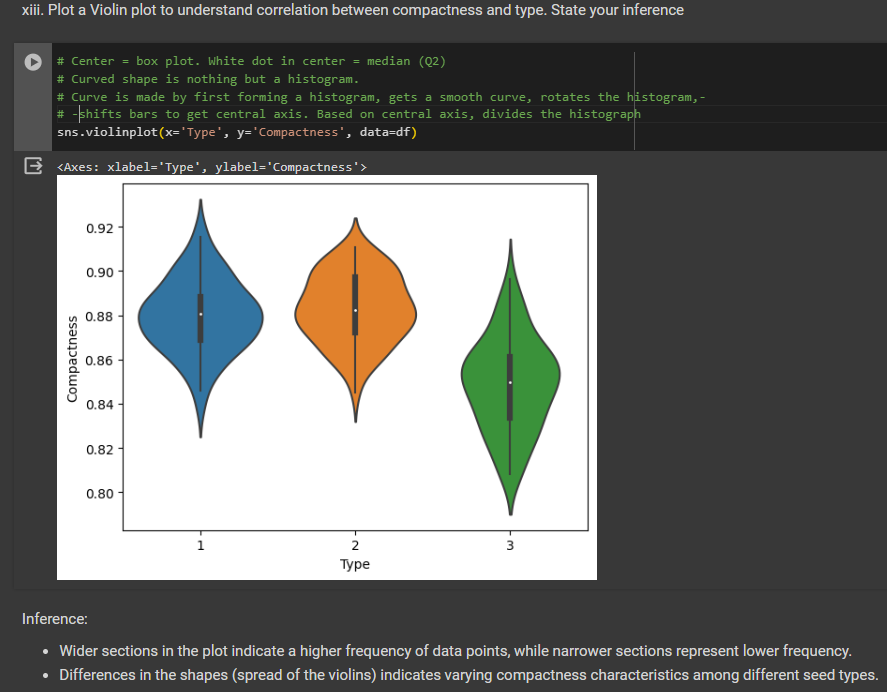 xiii. Plot a Violin plot to understand correlation between compactness and type. State your inference
# Center = box plot. White dot in center = median (Q2)
# Curved shape is nothing but a histogram.
# Curve is made by first forming a histogram, gets a smooth curve, rotates the histogram,-
# -shifts bars to get central axis. Based on central axis, divides the histograph
sns.violinplot(x='Type', y='Compactness', data=df)
<Axes: xlabel='Type', ylabel='Compactness'>
0.92
0.90
0.88
0.86
0.84
0.82
0.80
Compactness
1 2 3
Type
Inference:
• Wider sections in the plot indicate a higher frequency of data points, while narrower sections represent lower frequency.
• Differences in the shapes (spread of the violins) indicates varying compactness characteristics among different seed types.